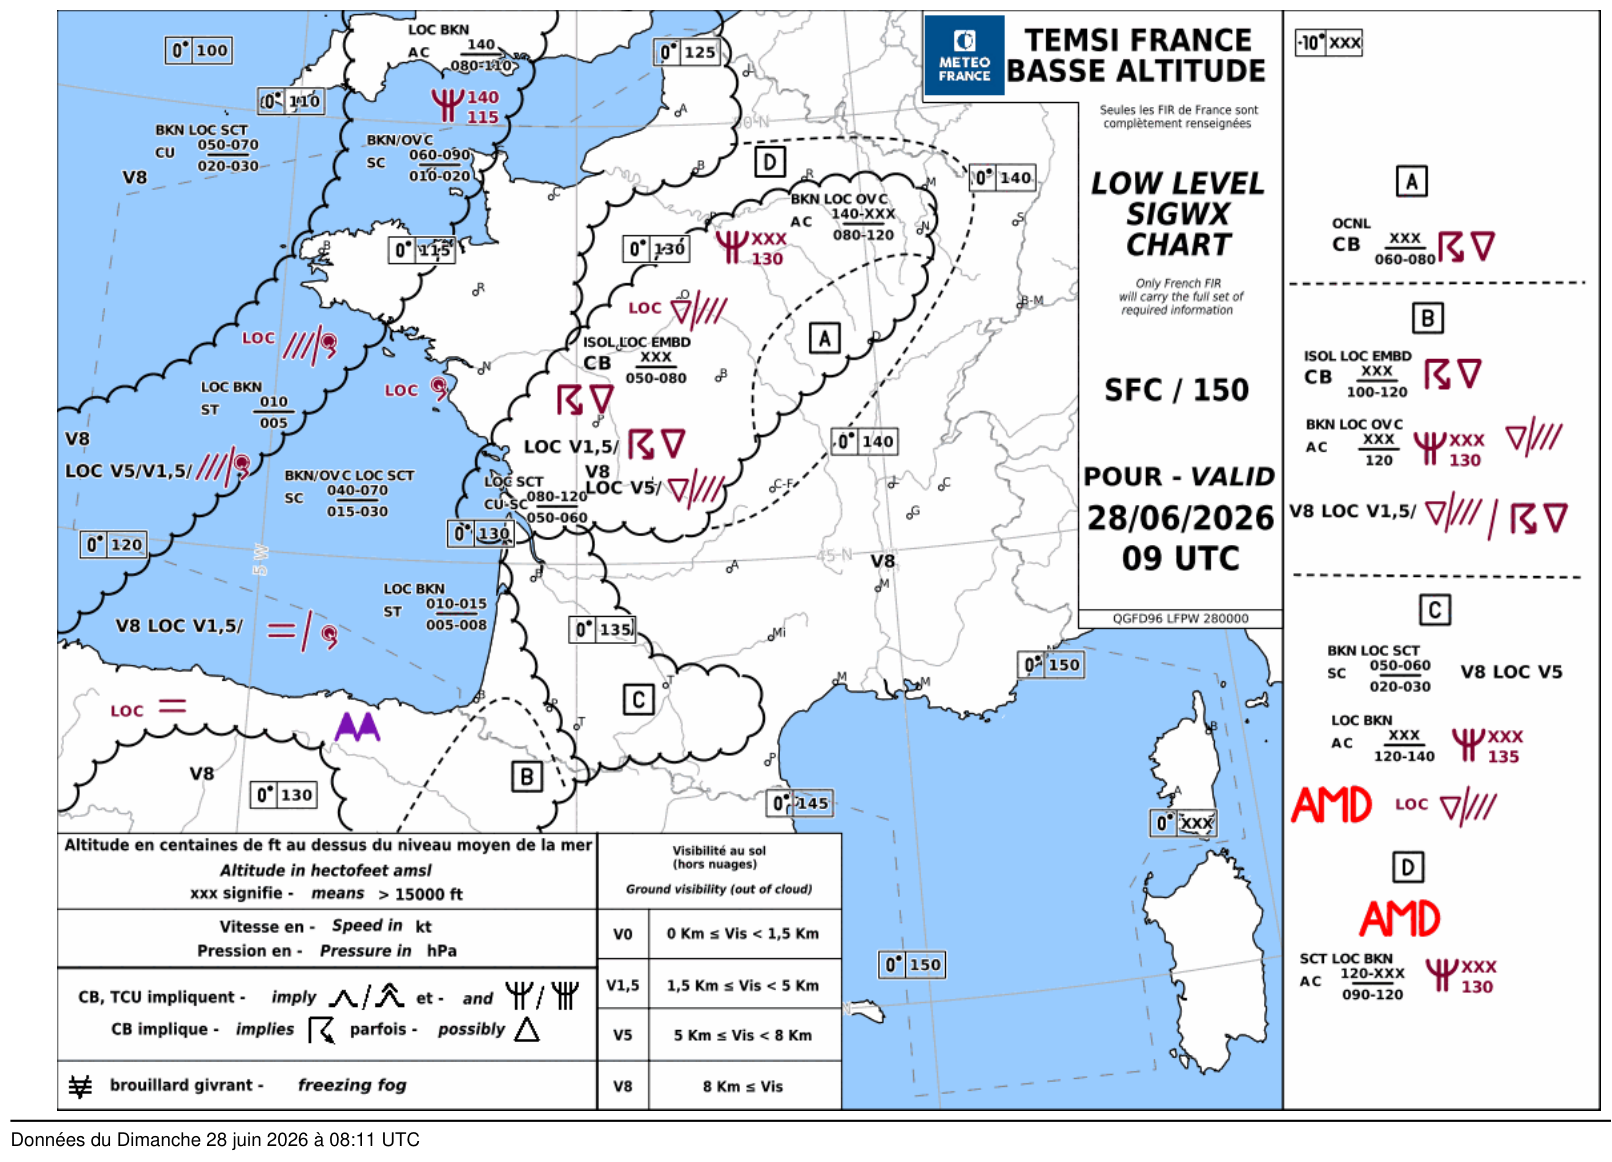 LOC BKN
AC 140
080-110
0° 100
0° 110
0° 125
140
115
BKN LOC SCT
CU 050-070
020-030
V8
BKN/OVC
SC 060-090
010-020
50°N
D
0° 140
BKN LOC OVC
AC 140-XXX
080-120
0° 115
0° 130
XXX
130
LOC
LOC
A
ISOL LOC EMBD
CB XXX
050-080
LOC BKN
ST 010
005
LOC
V8
LOC V5/V1,5/
LOC V1,5/
V8
LOC V5/
0° 140
BKN/OVC LOC SCT
SC 040-070
015-030
LOC SCT
CU-SC 080-120
050-060
0° 130
0° 120
5°W
45°N
V8
LOC BKN
ST 010-015
005-008
V8 LOC V1,5/
0° 135
0° 150
C
LOC
V8
B
0° 130
0° 145
0° XXX
0° 150
METEO
FRANCE
TEMSI FRANCE
BASSE ALTITUDE
Seules les FIR de France sont
complètement renseignées
LOW LEVEL
SIGWX
CHART
Only French FIR
will carry the full set of
required information
SFC / 150
POUR - VALID
28/06/2026
09 UTC
QGFD96 LFPW 280000
-10° xxx
A
OCNL
CB XXX
060-080
B
ISOL LOC EMBD
CB XXX
100-120
BKN LOC OVC
AC XXX
120
XXX
130
V8 LOC V1,5/
C
BKN LOC SCT
SC 050-060
020-030
V8 LOC V5
LOC BKN
AC XXX
120-140
XXX
135
AMD LOC
D
AMD
SCT LOC BKN
AC 120-XXX
090-120
XXX
130
Altitude en centaines de ft au dessus du niveau moyen de la mer
Altitude in hectofeet amsl
xxx signifie - means > 15000 ft
Vitesse en - Speed in kt
Pression en - Pressure in hPa
CB, TCU impliquent - imply / et - and /
CB implique - implies parfois - possibly
brouillard givrant - freezing fog
Visibilité au sol
(hors nuages)
Ground visibility (out of cloud)
V0 0 Km ≤ Vis < 1,5 Km
V1,5 1,5 Km ≤ Vis < 5 Km
V5 5 Km ≤ Vis < 8 Km
V8 8 Km ≤ Vis
Données du Dimanche 28 juin 2026 à 08:11 UTC